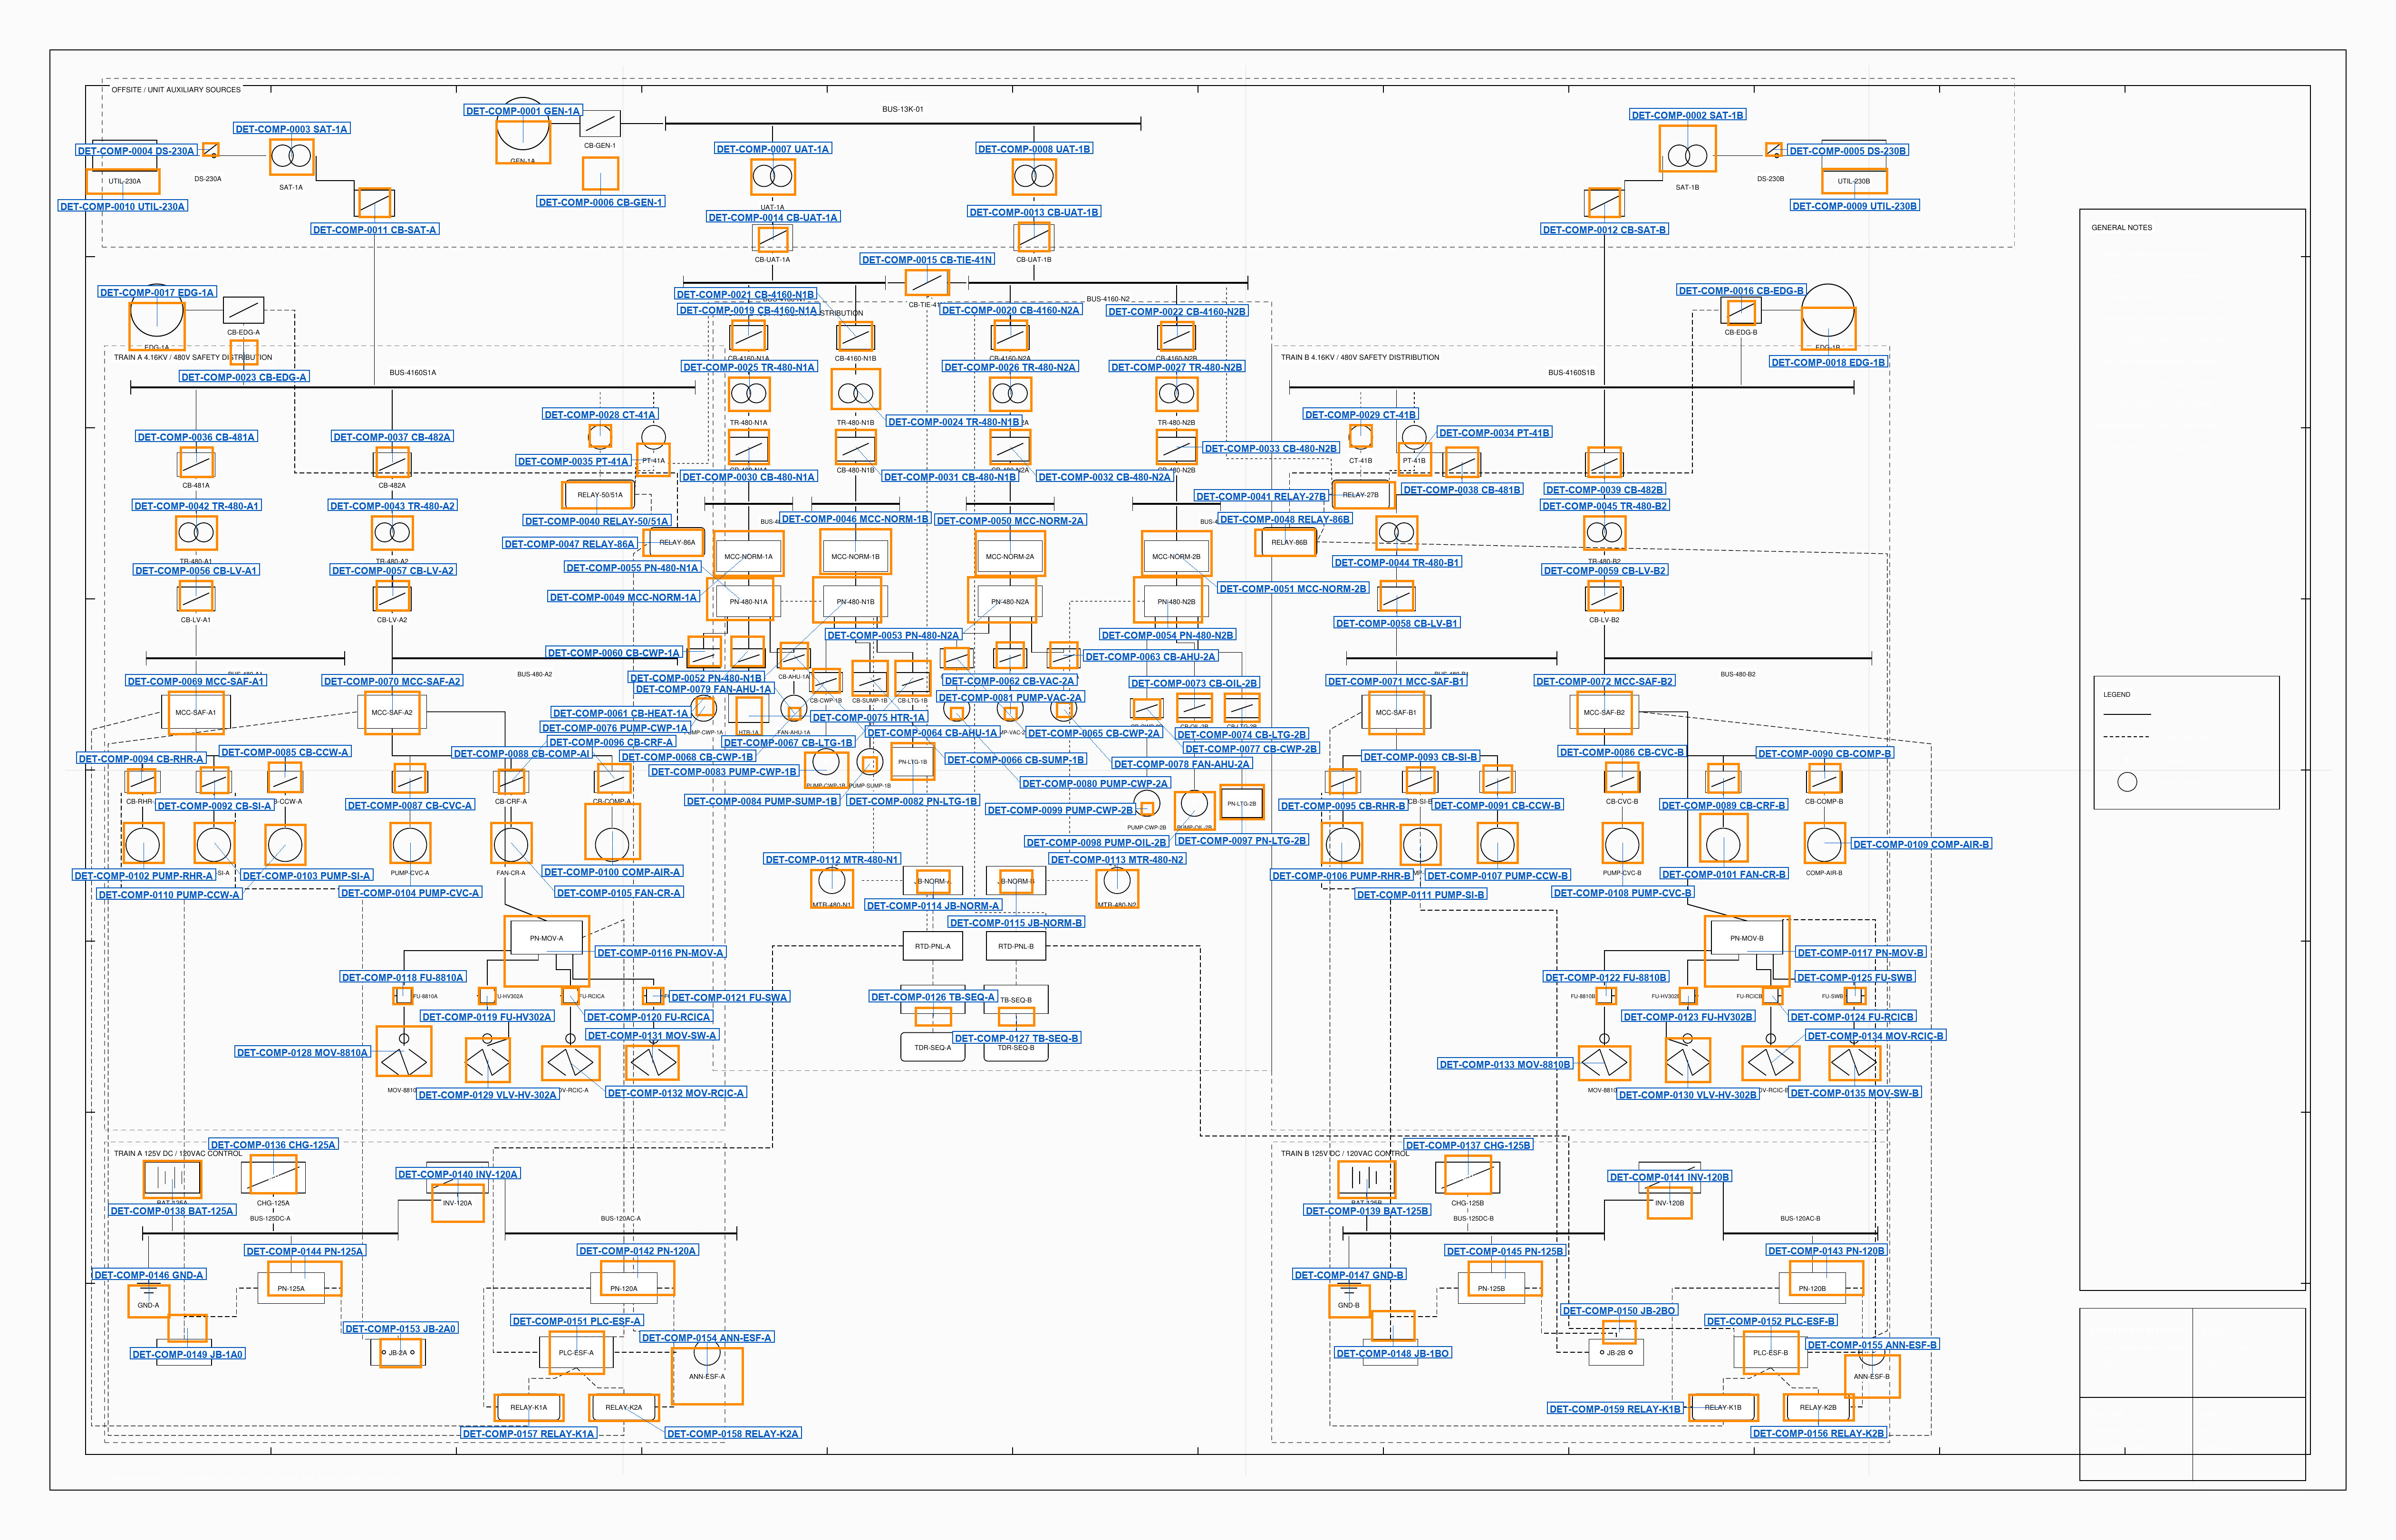 OFFSITE / UNIT AUXILIARY SOURCES
DET-COMP-0001 GEN-1A
BUS-13K-01
DET-COMP-0002 SAT-1B
DET-COMP-0003 SAT-1A
CB-GEN-1
GEN-1A
DET-COMP-0004 DS-230A
DET-COMP-0007 UAT-1A
DET-COMP-0008 UAT-1B
DET-COMP-0005 DS-230B
UTIL-230A
DS-230A
SAT-1A
SAT-1B
DS-230B
UTIL-230B
DET-COMP-0010 UTIL-230A
DET-COMP-0006 CB-GEN-1
UAT-1A
DET-COMP-0014 CB-UAT-1A
DET-COMP-0013 CB-UAT-1B
DET-COMP-0009 UTIL-230B
DET-COMP-0011 CB-SAT-A
DET-COMP-0012 CB-SAT-B
GENERAL NOTES
CB-UAT-1A
DET-COMP-0015 CB-TIE-41N
CB-UAT-1B
DET-COMP-0017 EDG-1A
DET-COMP-0021 CB-4160-N1B
BUS-4160-N2
DET-COMP-0016 CB-EDG-B
DET-COMP-0019 CB-4160-N1A
DET-COMP-0020 CB-4160-N2A
DET-COMP-0022 CB-4160-N2B
CB-EDG-A
CB-EDG-B
EDG-1A
EDG-1B
TRAIN A 4.16KV / 480V SAFETY DISTRIBUTION
CB-4160-N1A
CB-4160-N1B
CB-4160-N2A
CB-4160-N2B
TRAIN B 4.16KV / 480V SAFETY DISTRIBUTION
DET-COMP-0018 EDG-1B
DET-COMP-0023 CB-EDG-A
BUS-4160S1A
DET-COMP-0025 TR-480-N1A
DET-COMP-0026 TR-480-N2A
DET-COMP-0027 TR-480-N2B
BUS-4160S1B
DET-COMP-0028 CT-41A
TR-480-N1A
TR-480-N1B
DET-COMP-0024 TR-480-N1B
TR-480-N2B
DET-COMP-0029 CT-41B
DET-COMP-0036 CB-481A
DET-COMP-0037 CB-482A
DET-COMP-0034 PT-41B
DET-COMP-0033 CB-480-N2B
DET-COMP-0035 PT-41A
PT-41A
CT-41B
PT-41B
CB-481A
CB-482A
DET-COMP-0030 CB-480-N1A
CB-480-N1B
DET-COMP-0031 CB-480-N1B
DET-COMP-0032 CB-480-N2A
CB-480-N2B
RELAY-50/51A
DET-COMP-0041 RELAY-27B
RELAY-27B
DET-COMP-0038 CB-481B
DET-COMP-0039 CB-482B
DET-COMP-0042 TR-480-A1
DET-COMP-0043 TR-480-A2
DET-COMP-0040 RELAY-50/51A
DET-COMP-0046 MCC-NORM-1B
DET-COMP-0050 MCC-NORM-2A
DET-COMP-0048 RELAY-86B
DET-COMP-0045 TR-480-B2
DET-COMP-0047 RELAY-86A
RELAY-86A
RELAY-86B
MCC-NORM-1A
MCC-NORM-1B
MCC-NORM-2A
MCC-NORM-2B
TR-480-A1
TR-480-A2
TR-480-B2
DET-COMP-0056 CB-LV-A1
DET-COMP-0057 CB-LV-A2
DET-COMP-0055 PN-480-N1A
DET-COMP-0044 TR-480-B1
DET-COMP-0059 CB-LV-B2
DET-COMP-0049 MCC-NORM-1A
DET-COMP-0051 MCC-NORM-2B
PN-480-N1A
PN-480-N1B
PN-480-N2A
PN-480-N2B
CB-LV-A1
CB-LV-A2
DET-COMP-0058 CB-LV-B1
CB-LV-B2
DET-COMP-0053 PN-480-N2A
DET-COMP-0054 PN-480-N2B
DET-COMP-0060 CB-CWP-1A
DET-COMP-0063 CB-AHU-2A
BUS-480-A2
BUS-480-B2
DET-COMP-0069 MCC-SAF-A1
DET-COMP-0070 MCC-SAF-A2
DET-COMP-0052 PN-480-N1B
CB-AHU-1A
DET-COMP-0062 CB-VAC-2A
DET-COMP-0073 CB-OIL-2B
DET-COMP-0071 MCC-SAF-B1
DET-COMP-0072 MCC-SAF-B2
DET-COMP-0079 FAN-AHU-1A
DET-COMP-0081 PUMP-VAC-2A
CB-CWP-1B
CB-SUMP-1B
CB-LTG-1B
LEGEND
MCC-SAF-A1
MCC-SAF-A2
DET-COMP-0061 CB-HEAT-1A
DET-COMP-0075 HTR-1A
MCC-SAF-B1
MCC-SAF-B2
DET-COMP-0076 PUMP-CWP-1A
HTR-1A
FAN-AHU-1A
DET-COMP-0064 CB-AHU-1A
DET-COMP-0065 CB-CWP-2A
DET-COMP-0074 CB-LTG-2B
DET-COMP-0096 CB-CRF-A
DET-COMP-0067 CB-LTG-1B
DET-COMP-0077 CB-CWP-2B
DET-COMP-0094 CB-RHR-A
DET-COMP-0085 CB-CCW-A
DET-COMP-0088 CB-COMP-AI
DET-COMP-0068 CB-CWP-1B
DET-COMP-0066 CB-SUMP-1B
DET-COMP-0078 FAN-AHU-2A
DET-COMP-0093 CB-SI-B
DET-COMP-0086 CB-CVC-B
DET-COMP-0090 CB-COMP-B
DET-COMP-0083 PUMP-CWP-1B
PN-LTG-1B
DET-COMP-0080 PUMP-CWP-2A
PUMP-CWP-1B
PUMP-SUMP-1B
DET-COMP-0092 CB-SI-A
DET-COMP-0087 CB-CVC-A
CB-CRF-A
CB-COMP-A
DET-COMP-0084 PUMP-SUMP-1B
DET-COMP-0082 PN-LTG-1B
DET-COMP-0099 PUMP-CWP-2B
PN-LTG-2B
DET-COMP-0095 CB-RHR-B
DET-COMP-0091 CB-CCW-B
CB-CVC-B
DET-COMP-0089 CB-CRF-B
CB-COMP-B
PUMP-CWP-2B
PUMP-OIL-2B
DET-COMP-0098 PUMP-OIL-2B
DET-COMP-0097 PN-LTG-2B
DET-COMP-0109 COMP-AIR-B
DET-COMP-0112 MTR-480-N1
DET-COMP-0113 MTR-480-N2
DET-COMP-0102 PUMP-RHR-A
DET-COMP-0103 PUMP-SI-A
PUMP-CVC-A
FAN-CR-A
DET-COMP-0100 COMP-AIR-A
DET-COMP-0106 PUMP-RHR-B
DET-COMP-0107 PUMP-CCW-B
PUMP-CVC-B
DET-COMP-0101 FAN-CR-B
COMP-AIR-B
DET-COMP-0110 PUMP-CCW-A
DET-COMP-0104 PUMP-CVC-A
DET-COMP-0105 FAN-CR-A
JB-NORM-A
JB-NORM-B
DET-COMP-0111 PUMP-SI-B
DET-COMP-0108 PUMP-CVC-B
MTR-480-N1
DET-COMP-0114 JB-NORM-A
MTR-480-N2
DET-COMP-0115 JB-NORM-B
PN-MOV-A
RTD-PNL-A
RTD-PNL-B
PN-MOV-B
DET-COMP-0116 PN-MOV-A
DET-COMP-0117 PN-MOV-B
DET-COMP-0118 FU-8810A
DET-COMP-0122 FU-8810B
DET-COMP-0125 FU-SWB
FU-8810A
FU-HV302A
FU-RCICA
DET-COMP-0121 FU-SWA
DET-COMP-0126 TB-SEQ-A
TB-SEQ-B
FU-8810B
FU-HV302B
FU-RCICB
FU-SWB
DET-COMP-0119 FU-HV302A
DET-COMP-0120 FU-RCICA
DET-COMP-0123 FU-HV302B
DET-COMP-0124 FU-RCICB
DET-COMP-0131 MOV-SW-A
DET-COMP-0127 TB-SEQ-B
DET-COMP-0134 MOV-RCIC-B
DET-COMP-0128 MOV-8810A
TDR-SEQ-A
TDR-SEQ-B
DET-COMP-0133 MOV-8810B
DET-COMP-0129 VLV-HV-302A
DET-COMP-0132 MOV-RCIC-A
DET-COMP-0130 VLV-HV-302B
DET-COMP-0135 MOV-SW-B
DET-COMP-0136 CHG-125A
DET-COMP-0137 CHG-125B
TRAIN A 125V DC / 120VAC CONTROL
TRAIN B 125V DC / 120VAC CONTROL
DET-COMP-0140 INV-120A
DET-COMP-0141 INV-120B
BAT-125A
CHG-125A
INV-120A
BAT-125B
CHG-125B
INV-120B
DET-COMP-0138 BAT-125A
DET-COMP-0139 BAT-125B
BUS-125DC-A
BUS-120AC-A
BUS-125DC-B
BUS-120AC-B
DET-COMP-0144 PN-125A
DET-COMP-0142 PN-120A
DET-COMP-0145 PN-125B
DET-COMP-0143 PN-120B
DET-COMP-0146 GND-A
DET-COMP-0147 GND-B
PN-125A
PN-120A
PN-125B
PN-120B
GND-A
GND-B
DET-COMP-0150 JB-2BO
DET-COMP-0153 JB-2A0
DET-COMP-0151 PLC-ESF-A
DET-COMP-0152 PLC-ESF-B
DET-COMP-0154 ANN-ESF-A
DET-COMP-0155 ANN-ESF-B
DET-COMP-0149 JB-1A0
JB-2A
PLC-ESF-A
DET-COMP-0148 JB-1BO
JB-2B
PLC-ESF-B
ANN-ESF-A
ANN-ESF-B
RELAY-K1A
RELAY-K2A
DET-COMP-0159 RELAY-K1B
RELAY-K1B
RELAY-K2B
DET-COMP-0157 RELAY-K1A
DET-COMP-0158 RELAY-K2A
DET-COMP-0156 RELAY-K2B